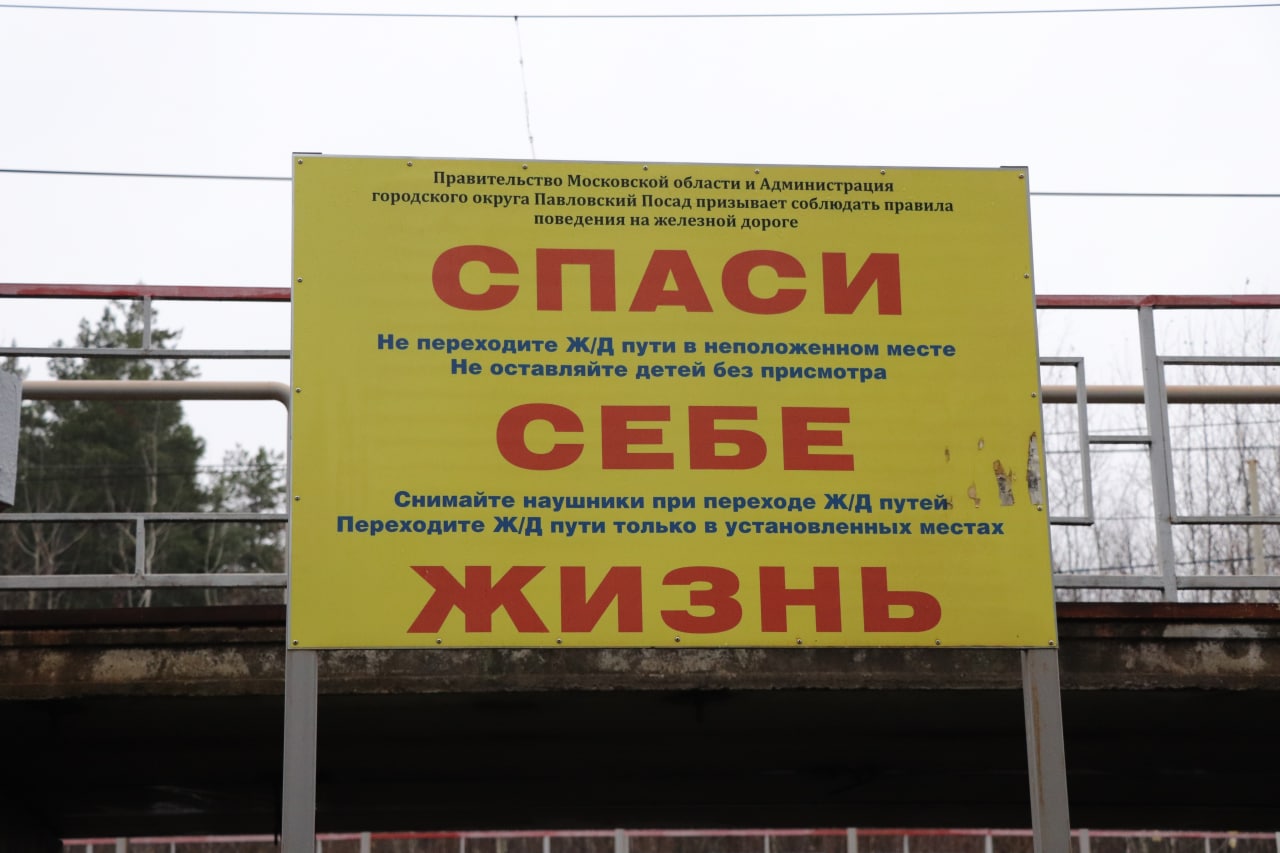 Правительство Московской области и Администрация
городского округа Павловский Посад призывает соблюдать правила
поведения на железной дороге
СПАСИ
Не переходите Ж/Д пути в неположенном месте
Не оставляйте детей без присмотра
СЕБЕ
Снимайте наушники при переходе Ж/Д путей
Переходите Ж/Д пути только в установленных местах
ЖИЗНЬ